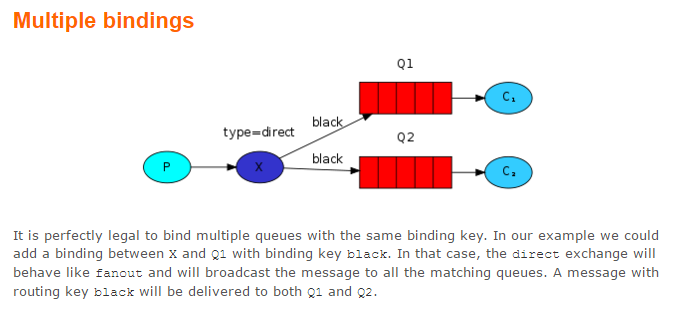 Multiple bindings
Q1
C₁
black
type=direct
Q2
black
P
X
C₂
It is perfectly legal to bind multiple queues with the same binding key. In our example we could
add a binding between X and Q1 with binding key black. In that case, the direct exchange will
behave like fanout and will broadcast the message to all the matching queues. A message with
routing key black will be delivered to both Q1 and Q2.